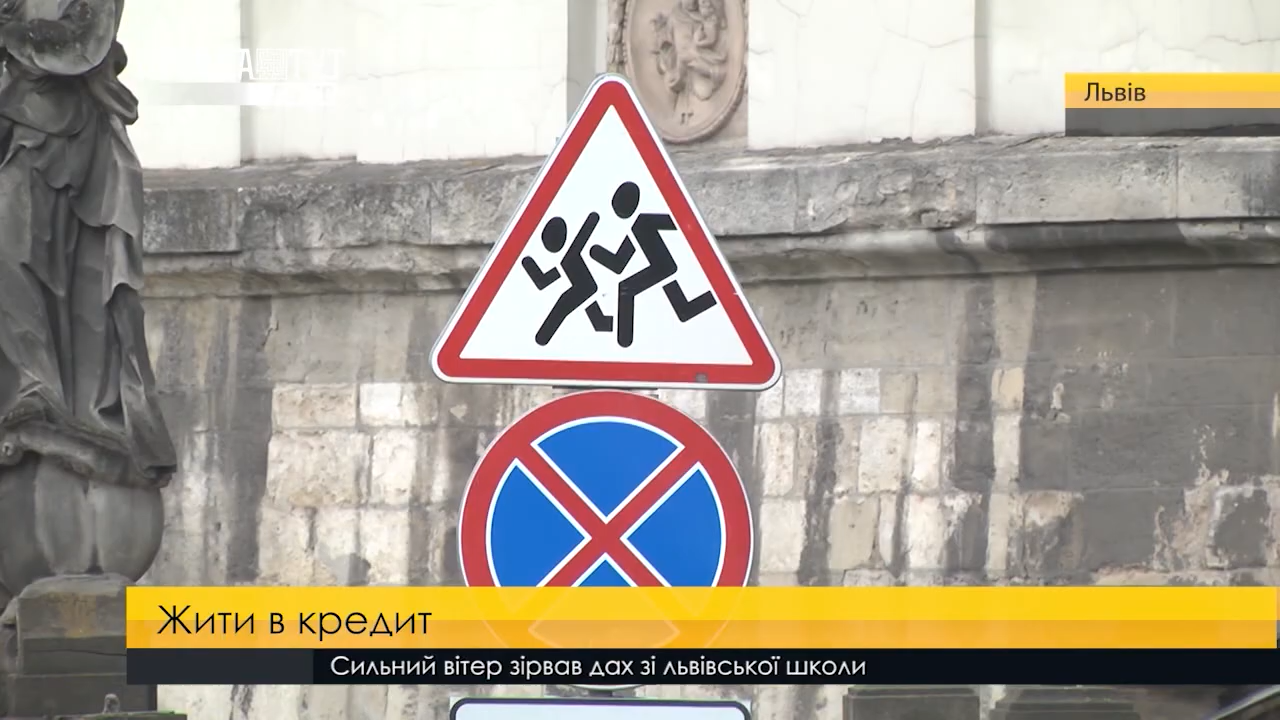 Львів
Жити в кредит
Сильний вітер зірвав дах зі львівської школи